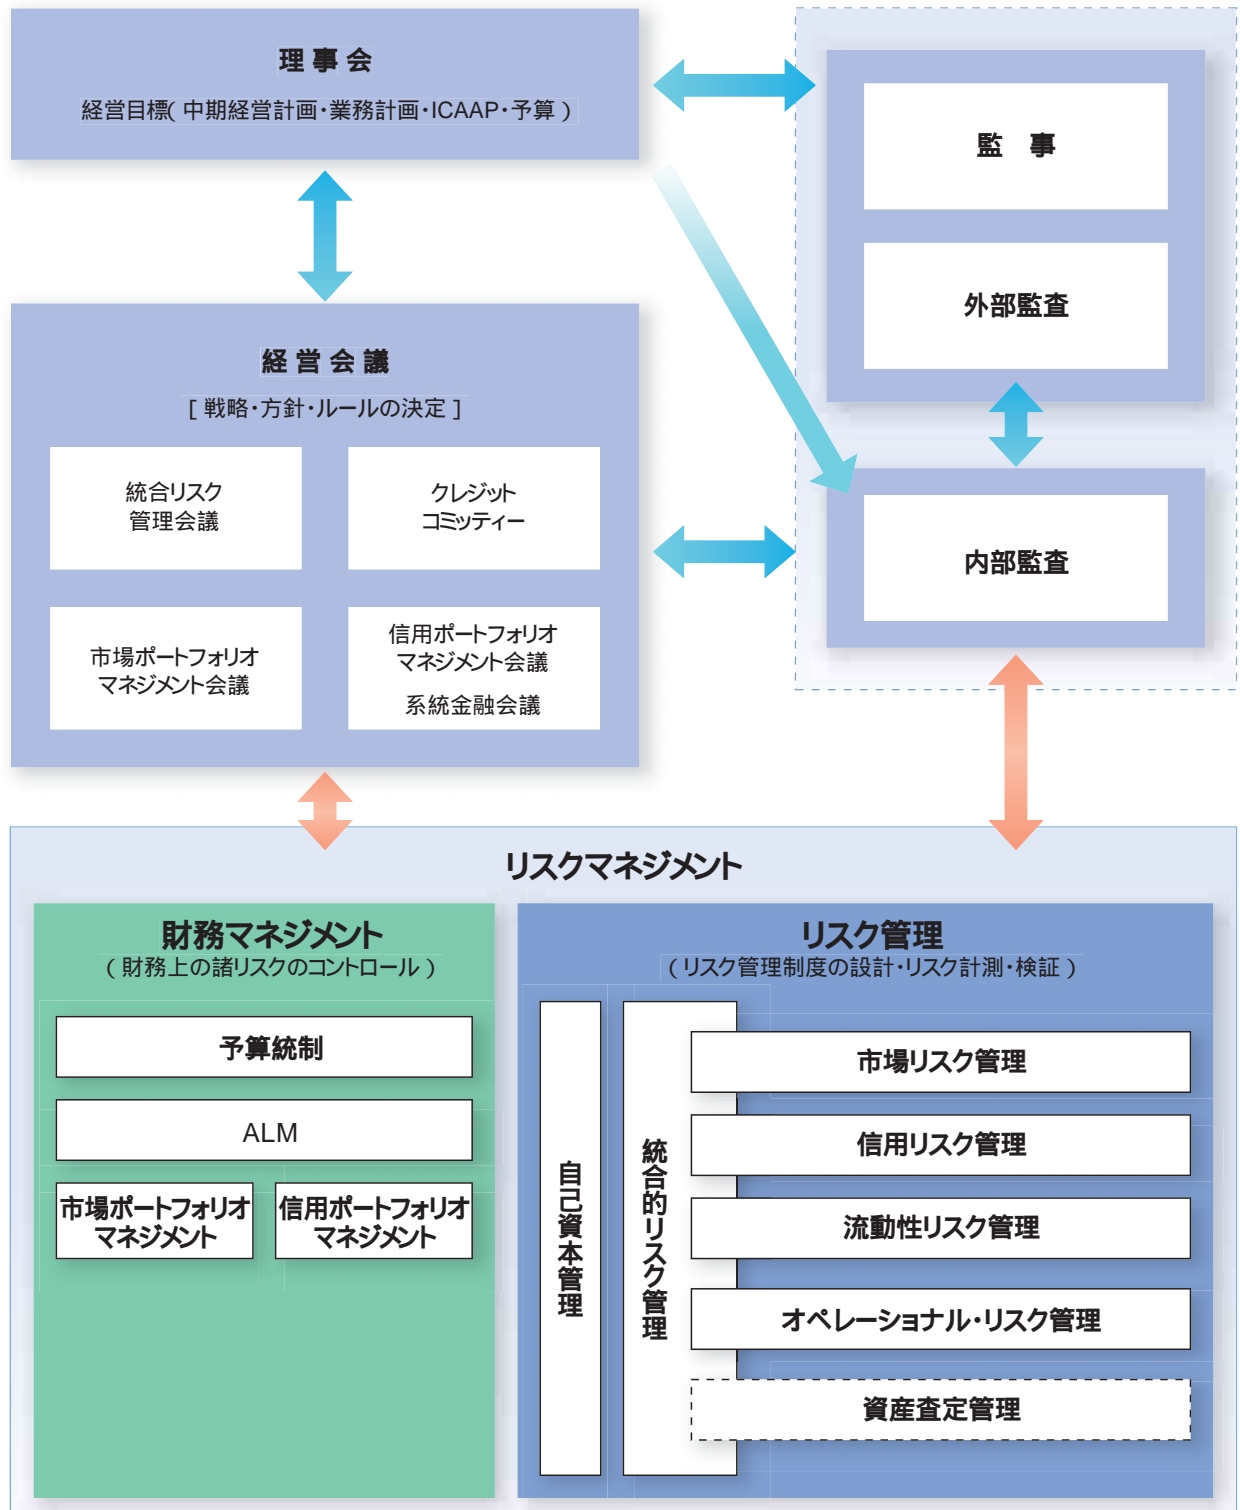 理事会
経営目標(中期経営計画・業務計画・ICAAP・予算)
監　事
外部監査
経営会議
[戦略・方針・ルールの決定]
統合リスク
管理会議
クレジット
コミッティー
内部監査
市場ポートフォリオ
マネジメント会議
信用ポートフォリオ
マネジメント会議
系統金融会議
リスクマネジメント
財務マネジメント
(財務上の諸リスクのコントロール)
予算統制
ALM
市場ポートフォリオ
マネジメント
信用ポートフォリオ
マネジメント
リスク管理
(リスク管理制度の設計・リスク計測・検証)
自己資本管理
統合的リスク管理
市場リスク管理
信用リスク管理
流動性リスク管理
オペレーショナル・リスク管理
資産査定管理